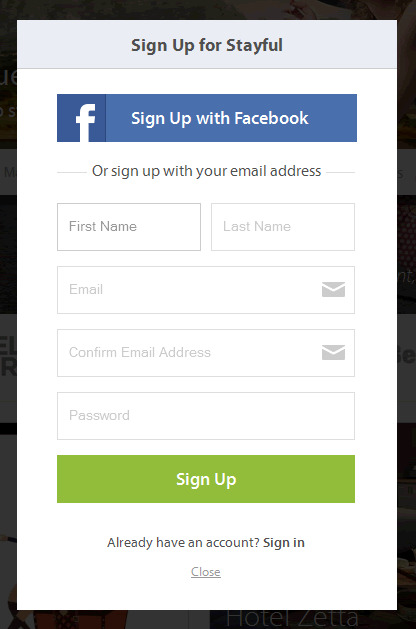 Sign Up for Stayful
f Sign Up with Facebook
Or sign up with your email address
First Name Last Name
Email
Confirm Email Address
Password
Sign Up
Already have an account? Sign in
Close
Hotel Zetta